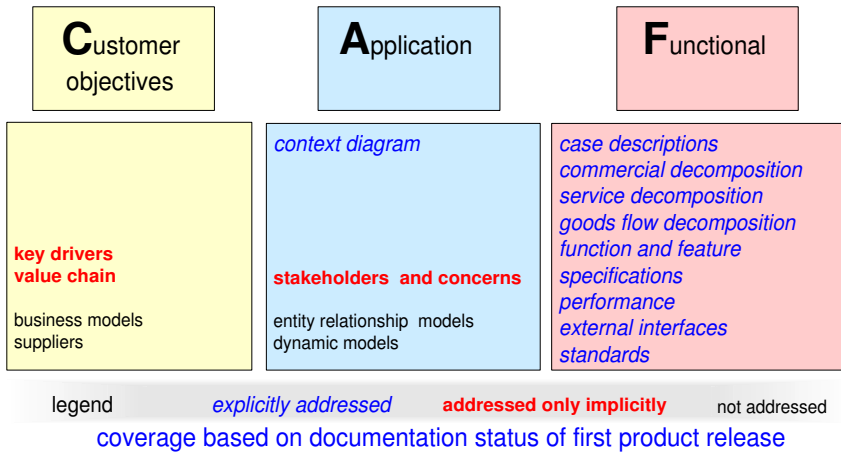 Customer
objectives
Application
Functional
key drivers
value chain
business models
suppliers
context diagram
stakeholders and concerns
entity relationship models
dynamic models
case descriptions
commercial decomposition
service decomposition
goods flow decomposition
function and feature
specifications
performance
external interfaces
standards
legend explicitly addressed addressed only implicitly not addressed
coverage based on documentation status of first product release